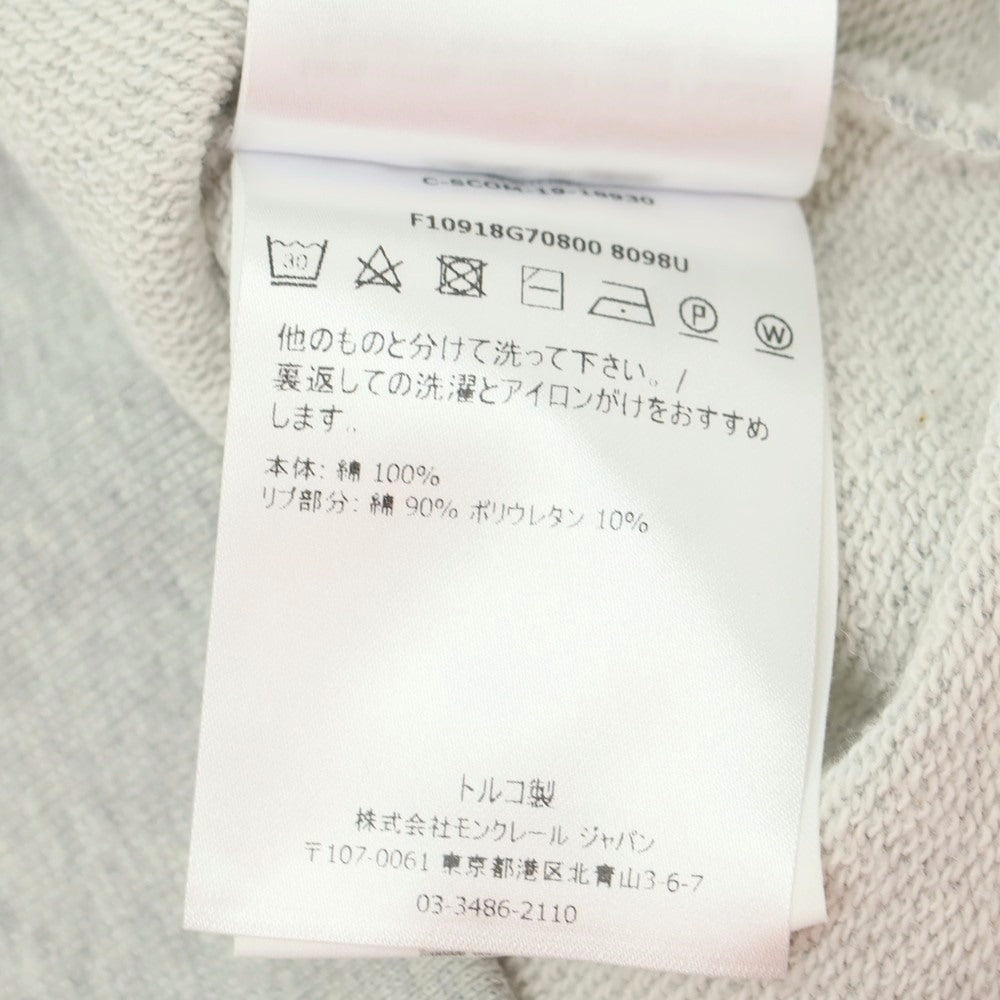 F10918G70800 8098U
30 P W
他のものと分けて洗って下さい。/
裏返しての洗濯とアイロンがけをおすすめ
します。
本体: 綿 100%
リブ部分: 綿 90% ポリウレタン 10%
トルコ製
株式会社モンクレール ジャパン
〒107-0061 東京都港区北青山3-6-7
03-3486-2110